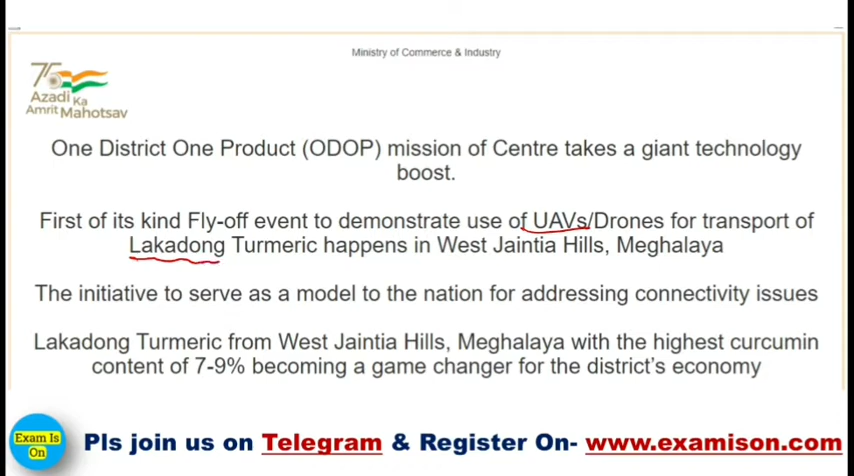 Ministry of Commerce & Industry
75
Azadi Ka
Amrit Mahotsav
One District One Product (ODOP) mission of Centre takes a giant technology
boost.
First of its kind Fly-off event to demonstrate use of UAVs/Drones for transport of
Lakadong Turmeric happens in West Jaintia Hills, Meghalaya
The initiative to serve as a model to the nation for addressing connectivity issues
Lakadong Turmeric from West Jaintia Hills, Meghalaya with the highest curcumin
content of 7-9% becoming a game changer for the district’s economy
Exam Is
On
Pls join us on Telegram & Register On- www.examison.com